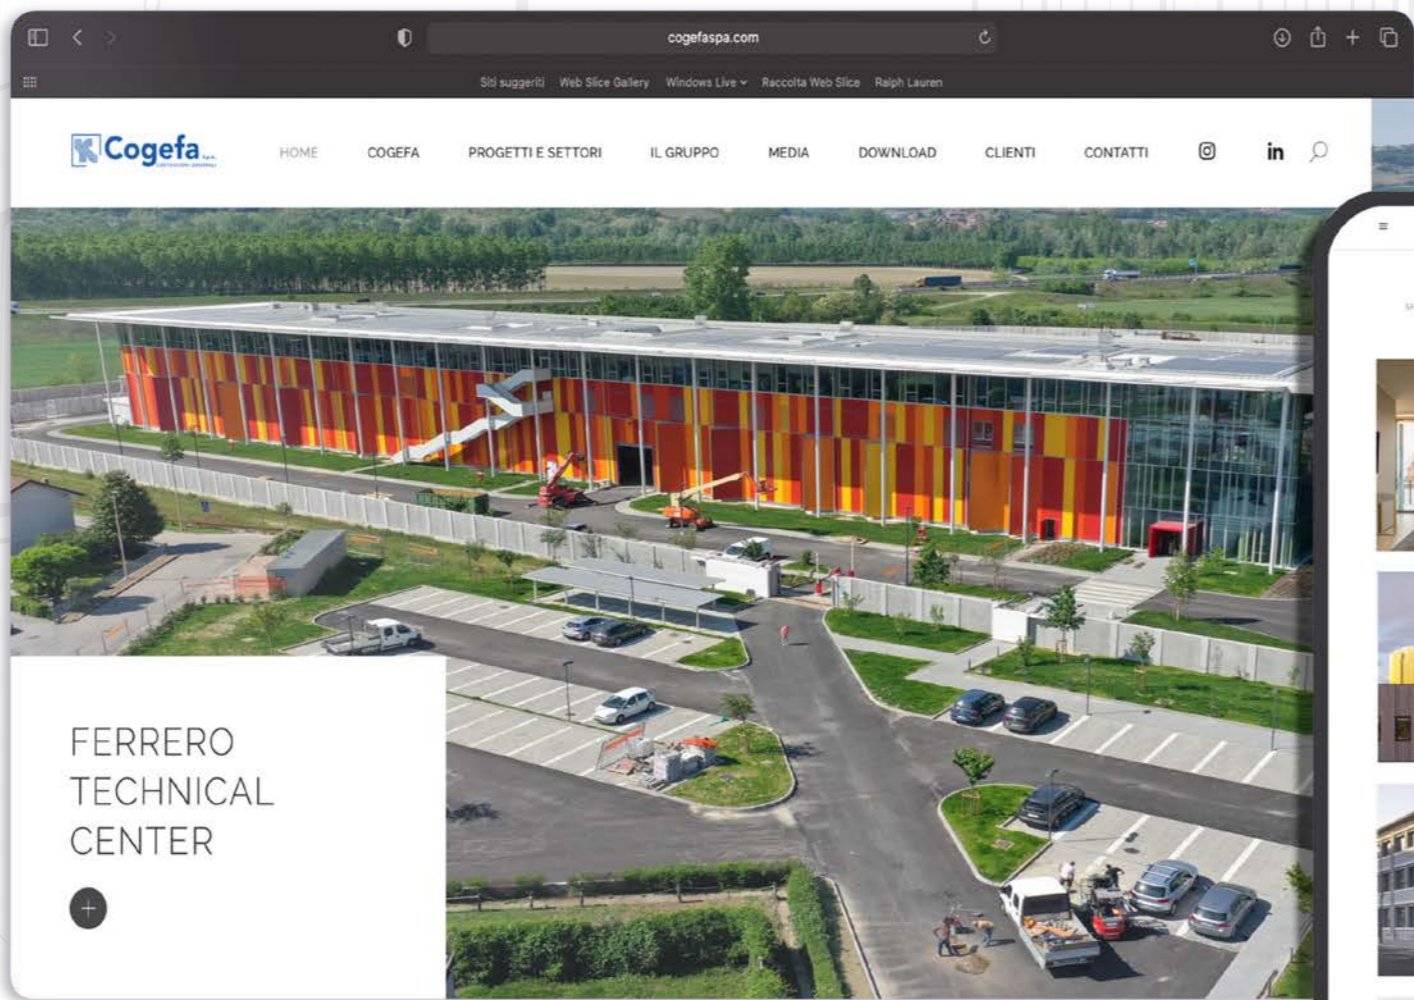 cogefaspa.com
Siti suggeriti Web Slice Gallery Windows Live Raccolta Web Slice Ralph Lauren
Cogefa
HOME COGEFA PROGETTI E SETTORI IL GRUPPO MEDIA DOWNLOAD CLIENTI CONTATTI in
FERRERO
TECHNICAL
CENTER